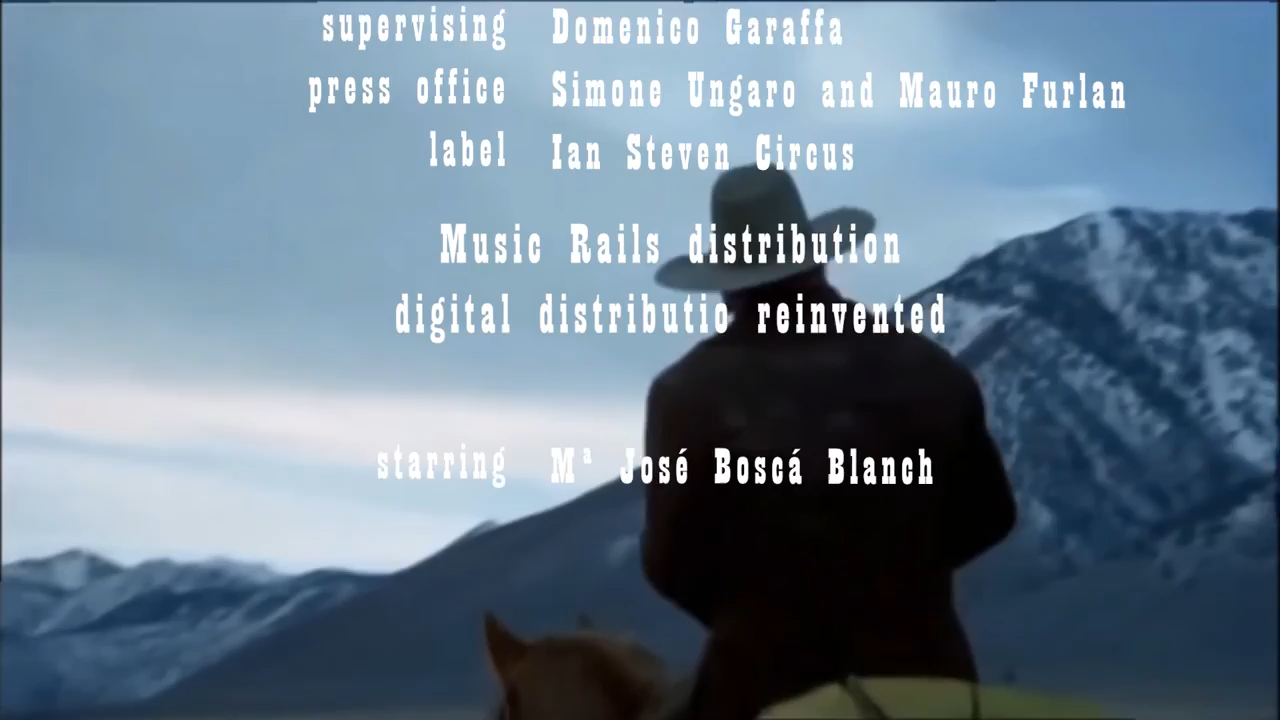 supervising Domenico Garaffa
press office Simone Ungaro and Mauro Furlan
label Ian Steven Circus
Music Rails distribution
digital distributio reinvented
starring Mª José Boscá Blanch